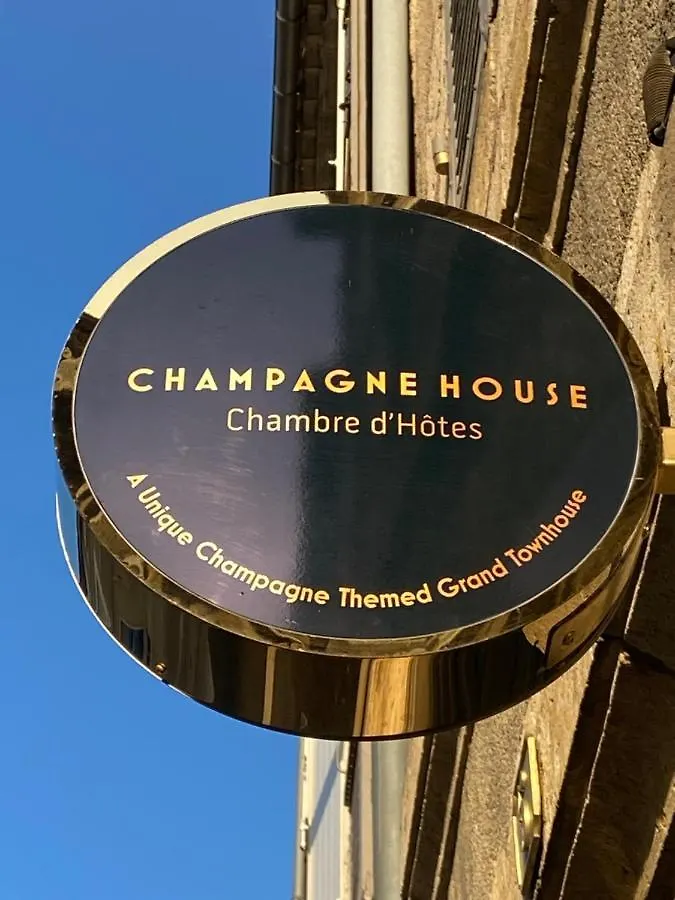 CHAMPAGNE HOUSE
Chambre d'Hôtes
A Unique Champagne Themed Grand Townhouse